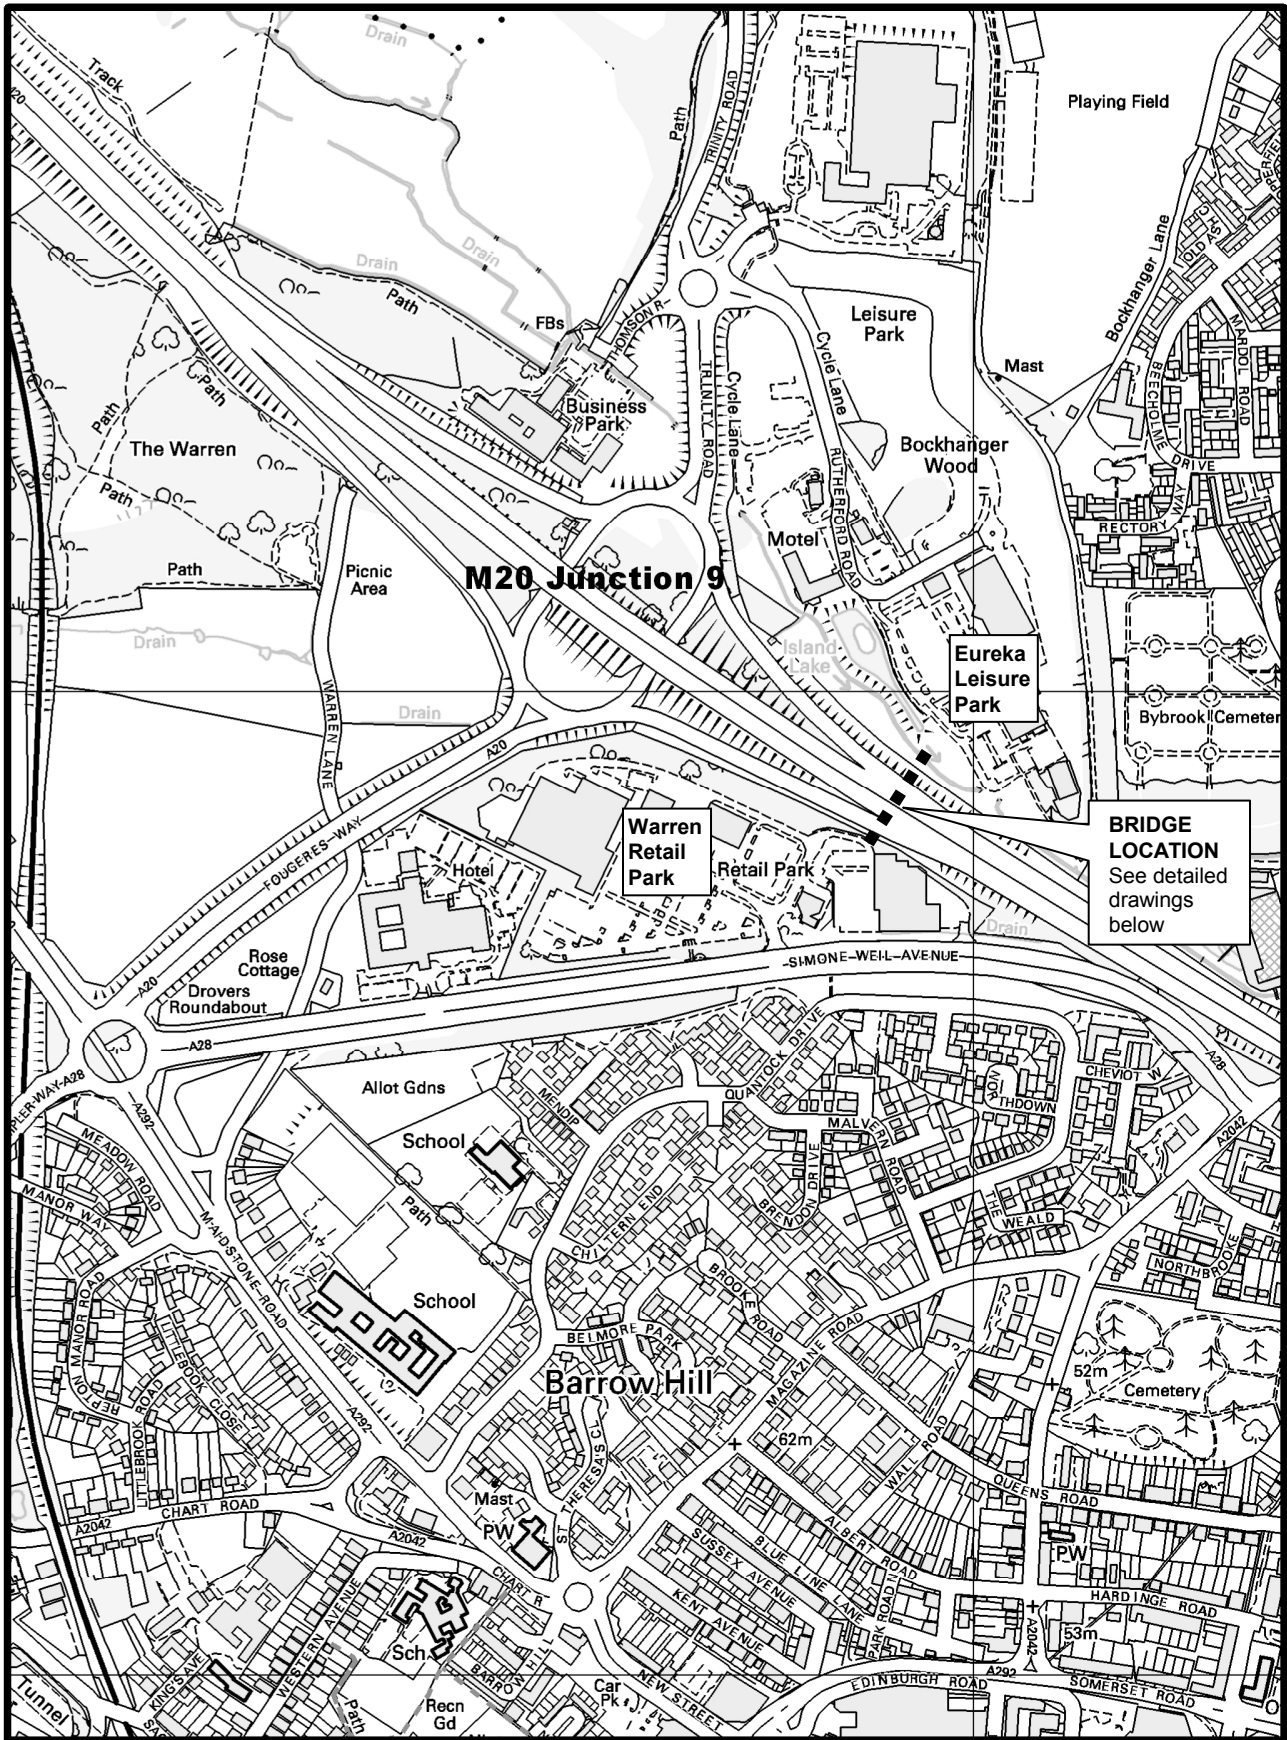 Drain
Track
M20
Path
TRINITY ROAD
Playing Field
Drain
Drain
Path
FBs
Leisure
Park
Bockhanger Lane
MARDOL ROAD
BEECHOLME DRIVE
Mast
Cycle Lane
Cycle Lane
TRINITY ROAD
RUTHERFORD ROAD
Business
Park
Bockhanger
Wood
Path
Path
The Warren
Path
Path
RECTORY WAY
Motel
M20 Junction 9
Picnic
Area
Drain
Island
Lake
Eureka
Leisure
Park
Bybrook Cemeter
WARREN LANE
Drain
A20
FOUGERES WAY
Warren
Retail
Park
Retail Park
BRIDGE
LOCATION
See detailed
drawings
below
Hotel
Drain
SIMONE WEIL AVENUE
Rose
Cottage
A20
Drovers
Roundabout
A28
A28
Allot Gdns
QUANTOCK DRIVE
CHEVIOT W
MENDIP
MALVERN ROAD
A2042
School
A292
MEADOW ROAD
MANOR WAY
Path
BRENDON DRIVE
THE WEALD
NORTHBROOKE
MAIDSTONE ROAD
BROOKE ROAD
School
MANOR ROAD
LITTLEBOOK CLOSE
REPTON
LITTLEBROOK ROAD
BELMORE PARK
Barrow Hill
MAGAZINE ROAD
52m
Cemetery
A292
62m
WALL ROAD
QUEENS ROAD
ST THERESA'S CL
Mast
PW
CHART ROAD
A2042
A2042
CHART R
ALBERT ROAD
BLUE LINE LANE
SUSSEX AVENUE
KENT AVENUE
PARK ROAD N
PW
HARDINGE ROAD
A2042
53m
WESTERN AVENUE
KINGS AVE
Sch
BARROW
Recn
Gd
Path
Car
Pk
NEW STREET
EDINBURGH ROAD
A292
SOMERSET ROAD
Tunnel